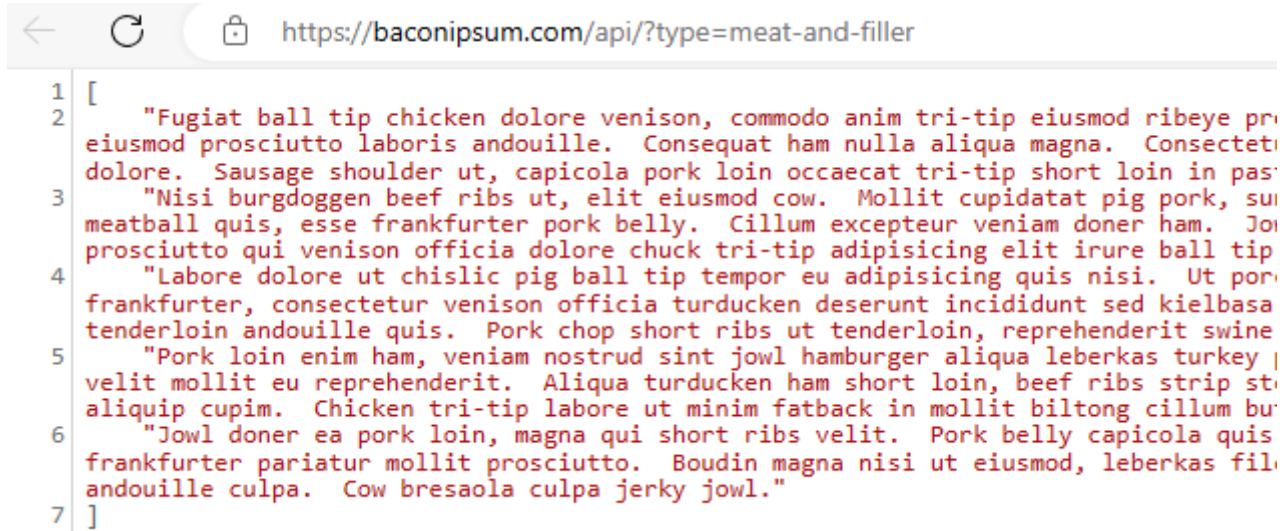 https://baconipsum.com/api/?type=meat-and-filler
1 [
2 "Fugiat ball tip chicken dolore venison, commodo anim tri-tip eiusmod ribeye
eiusmod prosciutto laboris andouille.  Consequat ham nulla aliqua magna.
dolore.  Sausage shoulder ut, capicola pork loin occaecat tri-tip short loin in
3 "Nisi burgdoggen beef ribs ut, elit eiusmod cow.  Mollit cupidatat pig pork,
meatball quis, esse frankfurter pork belly.  Cillum excepteur veniam doner ham.
prosciutto qui venison officia dolore chuck tri-tip adipisicing elit irure ball tip
4 "Labore dolore ut chislic pig ball tip tempor eu adipisicing quis nisi.  Ut
frankfurter, consectetur venison officia turducken deserunt incididunt sed kielbasa
tenderloin andouille quis.  Pork chop short ribs ut tenderloin, reprehenderit swine
5 "Pork loin enim ham, veniam nostrud sint jowl hamburger aliqua leberkas turkey
velit mollit eu reprehenderit.  Aliqua turducken ham short loin, beef ribs strip
aliquip cupim.  Chicken tri-tip labore ut minim fatback in mollit biltong cillum
6 "Jowl doner ea pork loin, magna qui short ribs velit.  Pork belly capicola quis
frankfurter pariatur mollit prosciutto.  Boudin magna nisi ut eiusmod, leberkas
andouille culpa.  Cow bresaola culpa jerky jowl."
7 ]